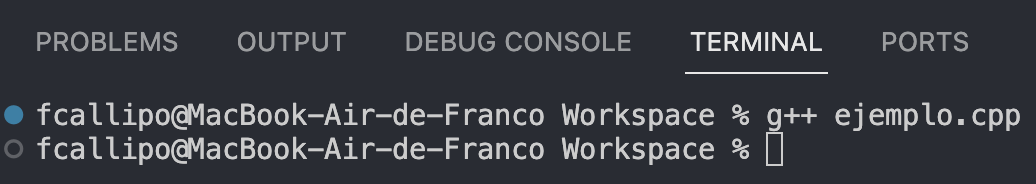 PROBLEMS OUTPUT DEBUG CONSOLE TERMINAL PORTS
fcallipo@MacBook-Air-de-Franco Workspace % g++ ejemplo.cpp
fcallipo@MacBook-Air-de-Franco Workspace %